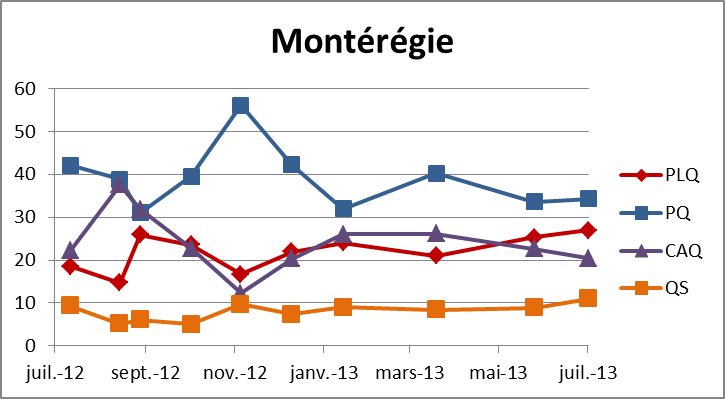 Montérégie
60
50
40
30
20
10
0
juil.-12 sept.-12 nov.-12 janv.-13 mars-13 mai-13 juil.-13
PLQ
PQ
CAQ
QS